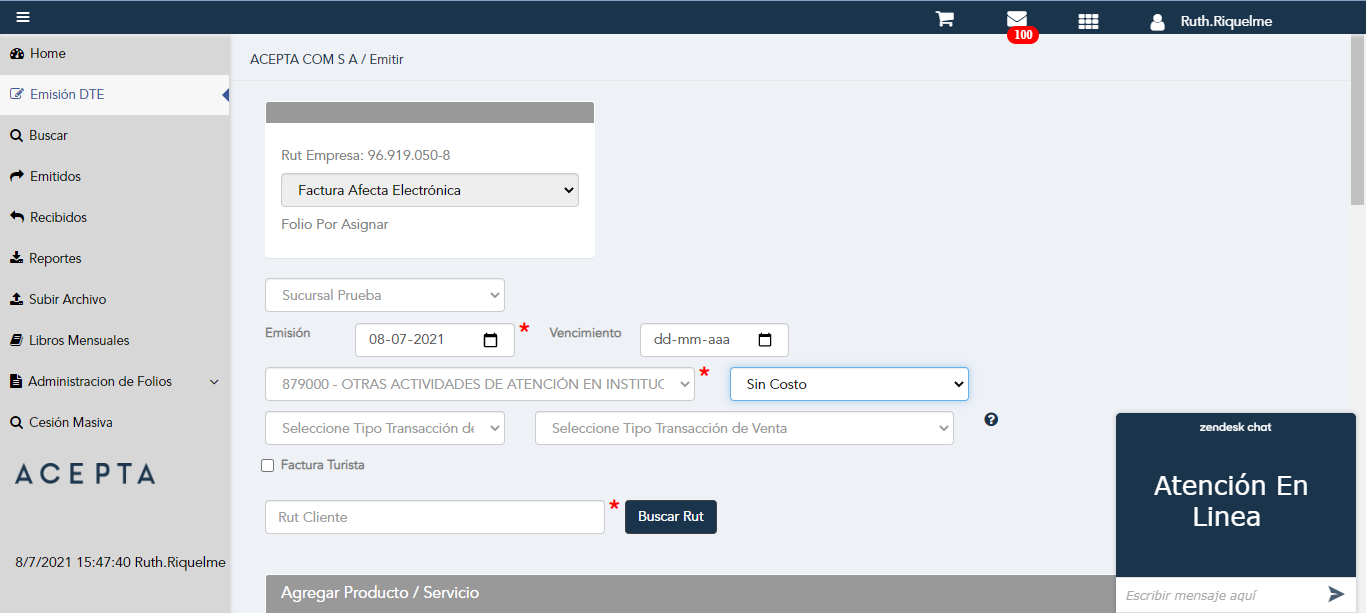 Ruth.Riquelme
100
Home
Emisión DTE
Buscar
Emitidos
Recibidos
Reportes
Subir Archivo
Libros Mensuales
Administracion de Folios
Cesión Masiva
ACEPTA
8/7/2021 15:47:40 Ruth.Riquelme
ACEPTA COM S A / Emitir
Rut Empresa: 96.919.050-8
Factura Afecta Electrónica
Folio Por Asignar
Sucursal Prueba
Emisión 08-07-2021 * Vencimiento dd-mm-aaa
879000 - OTRAS ACTIVIDADES DE ATENCIÓN EN INSTITUC * Sin Costo
Seleccione Tipo Transacción de Seleccione Tipo Transacción de Venta ?
Factura Turista
Rut Cliente * Buscar Rut
Agregar Producto / Servicio
zendesk chat
Atención En
Linea
Escribir mensaje aquí